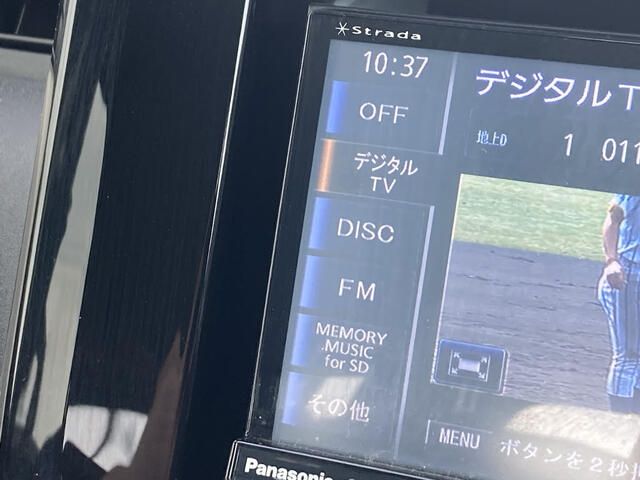 Strada
10:37
デジタルT
OFF
地上D 1 011
デジタル
TV
DISC
FM
MEMORY
MUSIC
for SD
その他
MENU ボタンを2秒
Panasonic